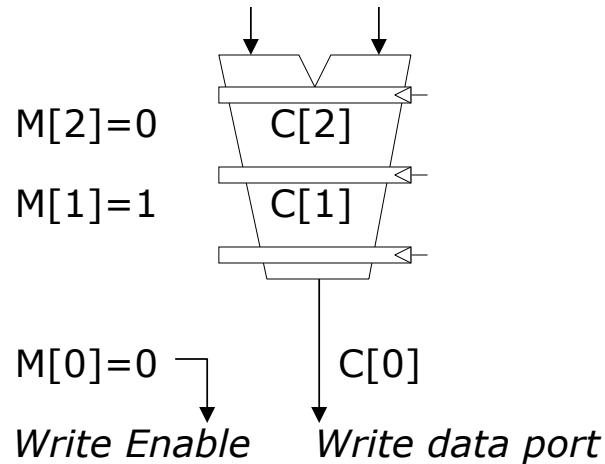 M[2]=0 C[2]
M[1]=1 C[1]
M[0]=0 C[0]
Write Enable Write data port